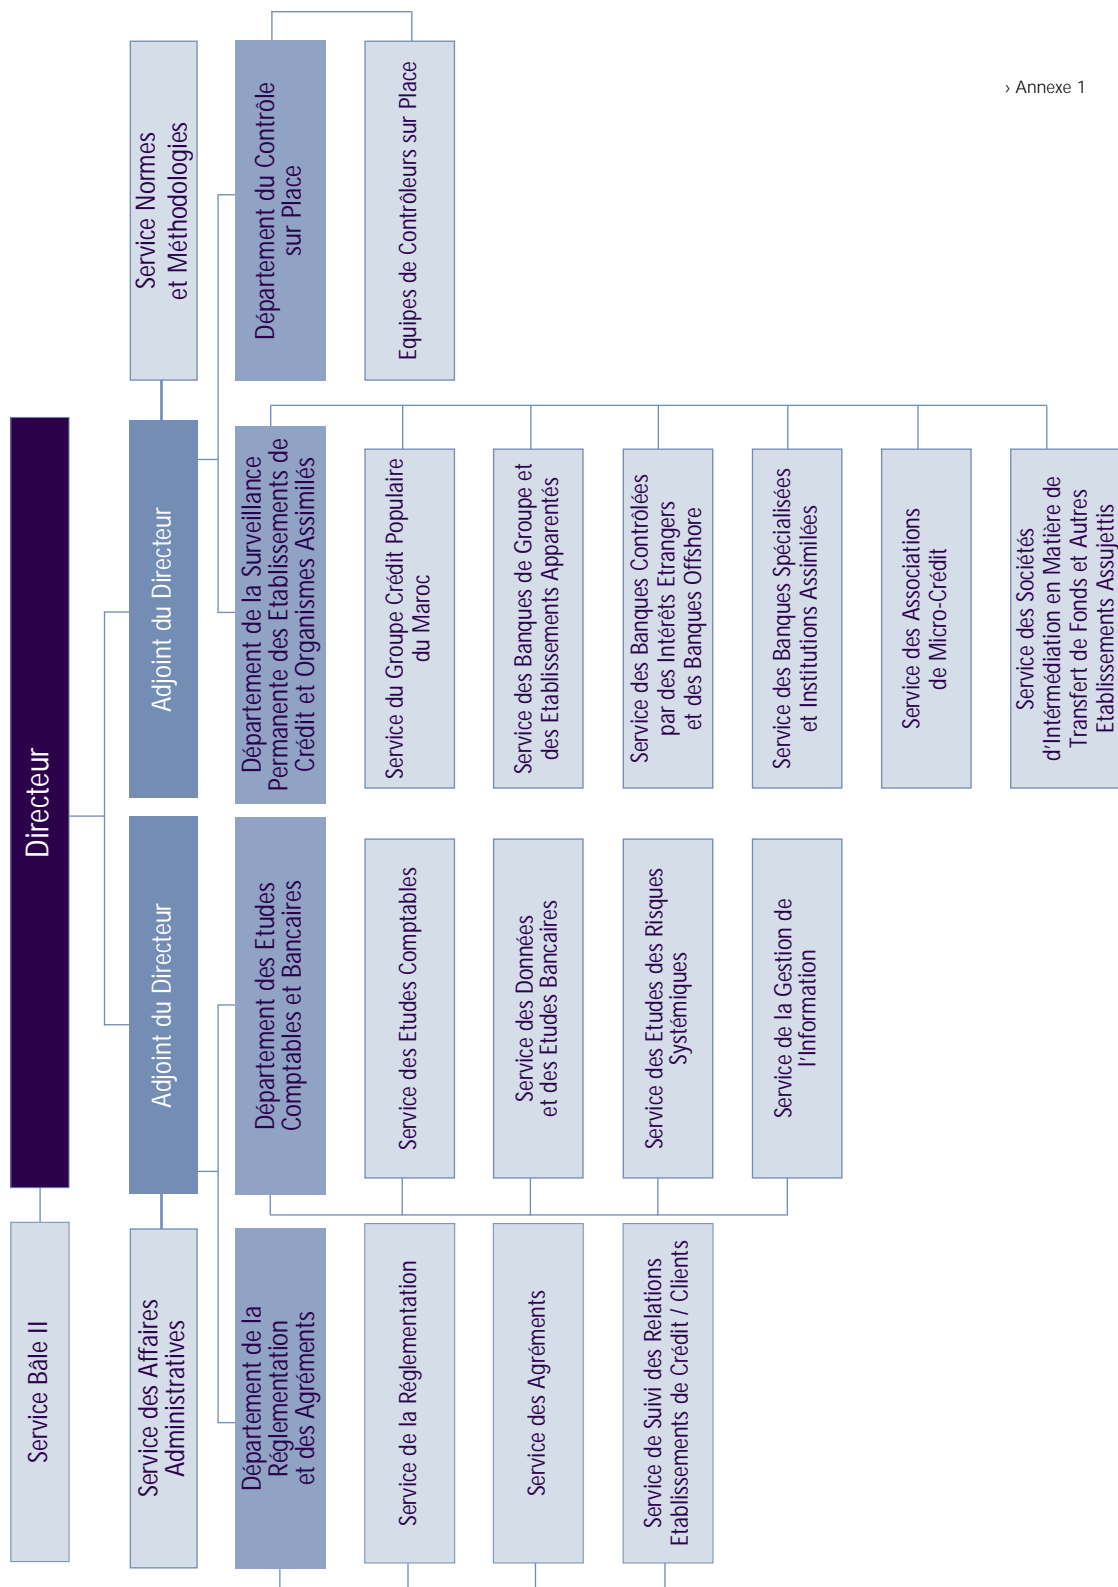 › Annexe 1
Directeur
Service Bâle II
Adjoint du Directeur
Adjoint du Directeur
Service des Affaires
Administratives
Service Normes
et Méthodologies
Département de la
Réglementation
et des Agréments
Département des Etudes
Comptables et Bancaires
Département de la Surveillance
Permanente des Etablissements de
Crédit et Organismes Assimilés
Département du Contrôle
sur Place
Service de la Réglementation
Service des Agréments
Service de Suivi des Relations
Etablissements de Crédit / Clients
Service des Etudes Comptables
Service des Données
et des Etudes Bancaires
Service des Etudes des Risques
Systémiques
Service de la Gestion de
l'Information
Service du Groupe Crédit Populaire
du Maroc
Service des Banques de Groupe et
des Etablissements Apparentés
Service des Banques Contrôlées
par des Intérêts Etrangers
et des Banques Offshore
Service des Banques Spécialisées
et Institutions Assimilées
Service des Associations
de Micro-Crédit
Service des Sociétés
d'Intérmédiation en Matière de
Transfert de Fonds et Autres
Etablissements Assujettis
Equipes de Contrôleurs sur Place